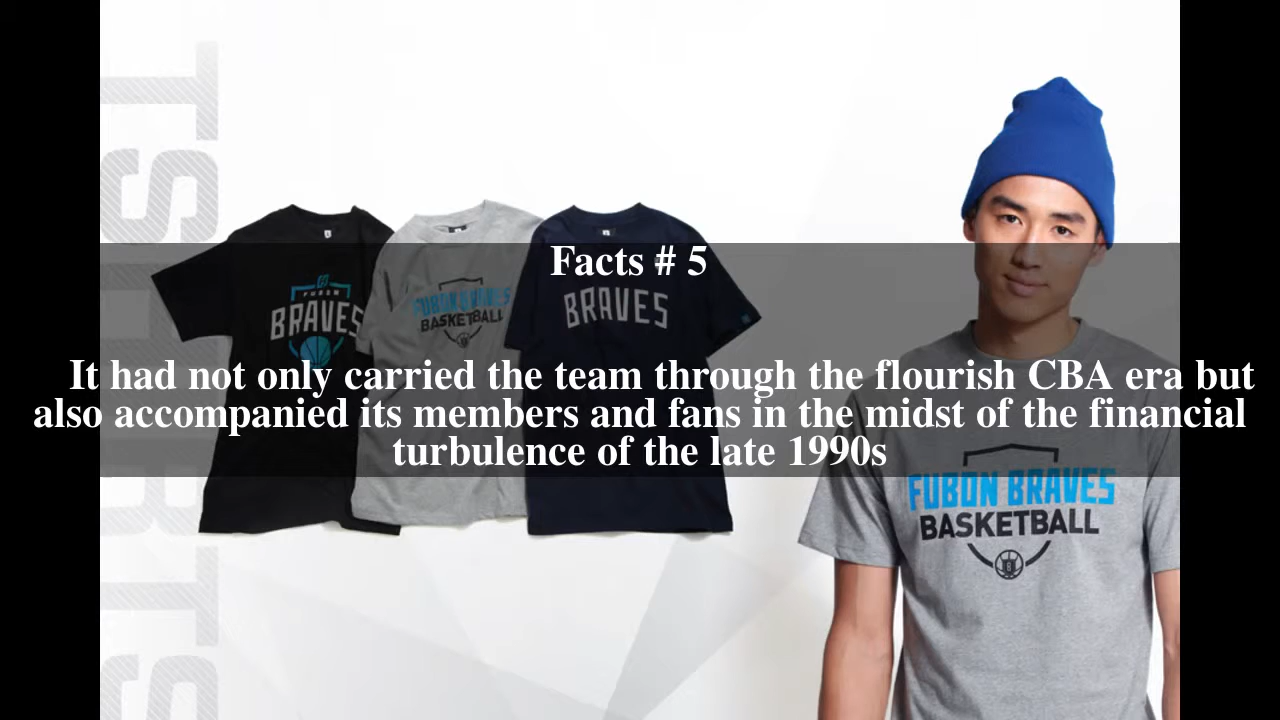 Facts # 5
FUBON
BRAVES
FUBON BRAVES
BASKETBALL
BRAVES
It had not only carried the team through the flourish CBA era but
also accompanied its members and fans in the midst of the financial
turbulence of the late 1990s
FUBON BRAVES
BASKETBALL